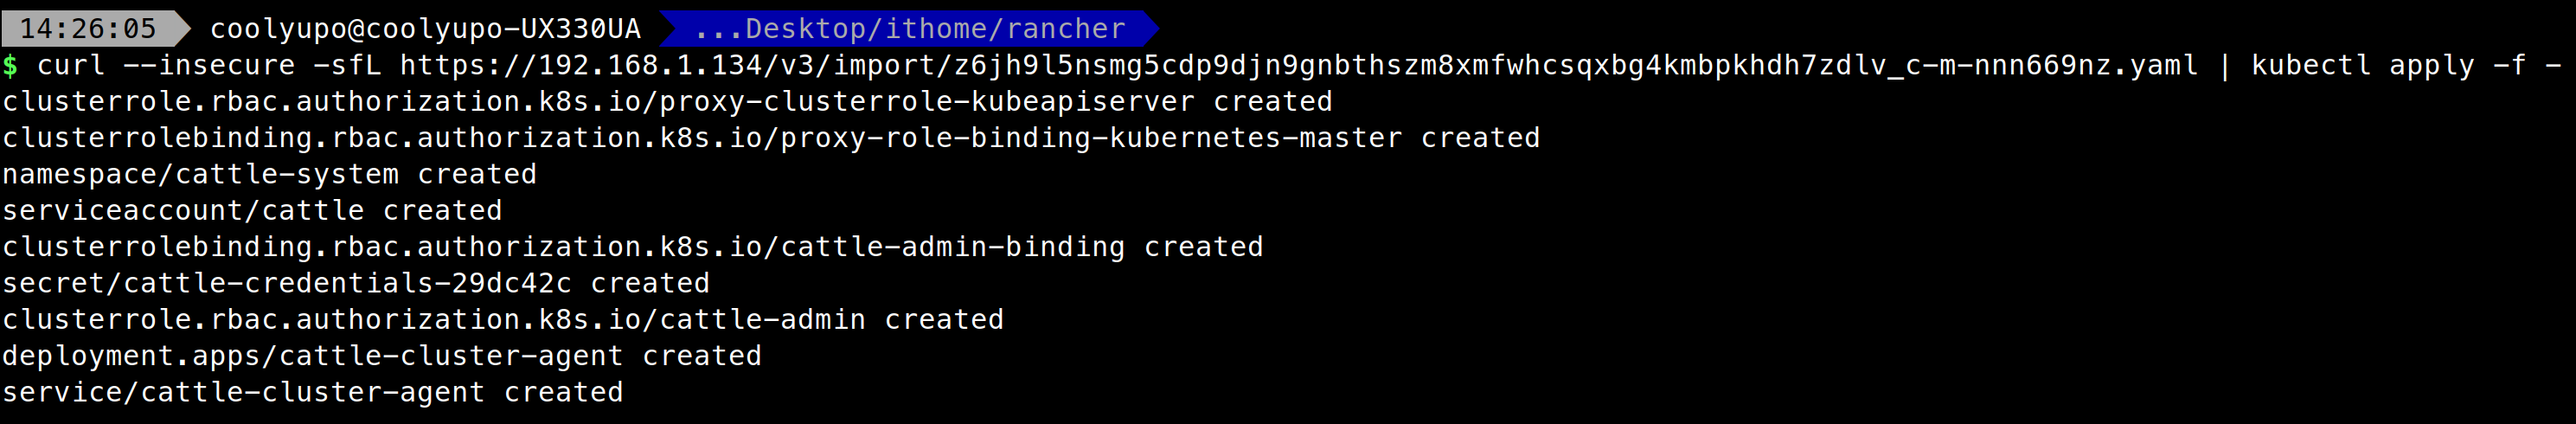 14:26:05 coolyupo@coolyupo-UX330UA ...Desktop/ithome/rancher
$ curl --insecure -sfL https://192.168.1.134/v3/import/z6jh9l5nsmg5cdp9djn9gnbthszm8xmfwhcsqxbg4kmbpkhdh7zdlv_c-m-nnn669nz.yaml | kubectl apply -f -
clusterrole.rbac.authorization.k8s.io/proxy-clusterrole-kubeapiserver created
clusterrolebinding.rbac.authorization.k8s.io/proxy-role-binding-kubernetes-master created
namespace/cattle-system created
serviceaccount/cattle created
clusterrolebinding.rbac.authorization.k8s.io/cattle-admin-binding created
secret/cattle-credentials-29dc42c created
clusterrole.rbac.authorization.k8s.io/cattle-admin created
deployment.apps/cattle-cluster-agent created
service/cattle-cluster-agent created